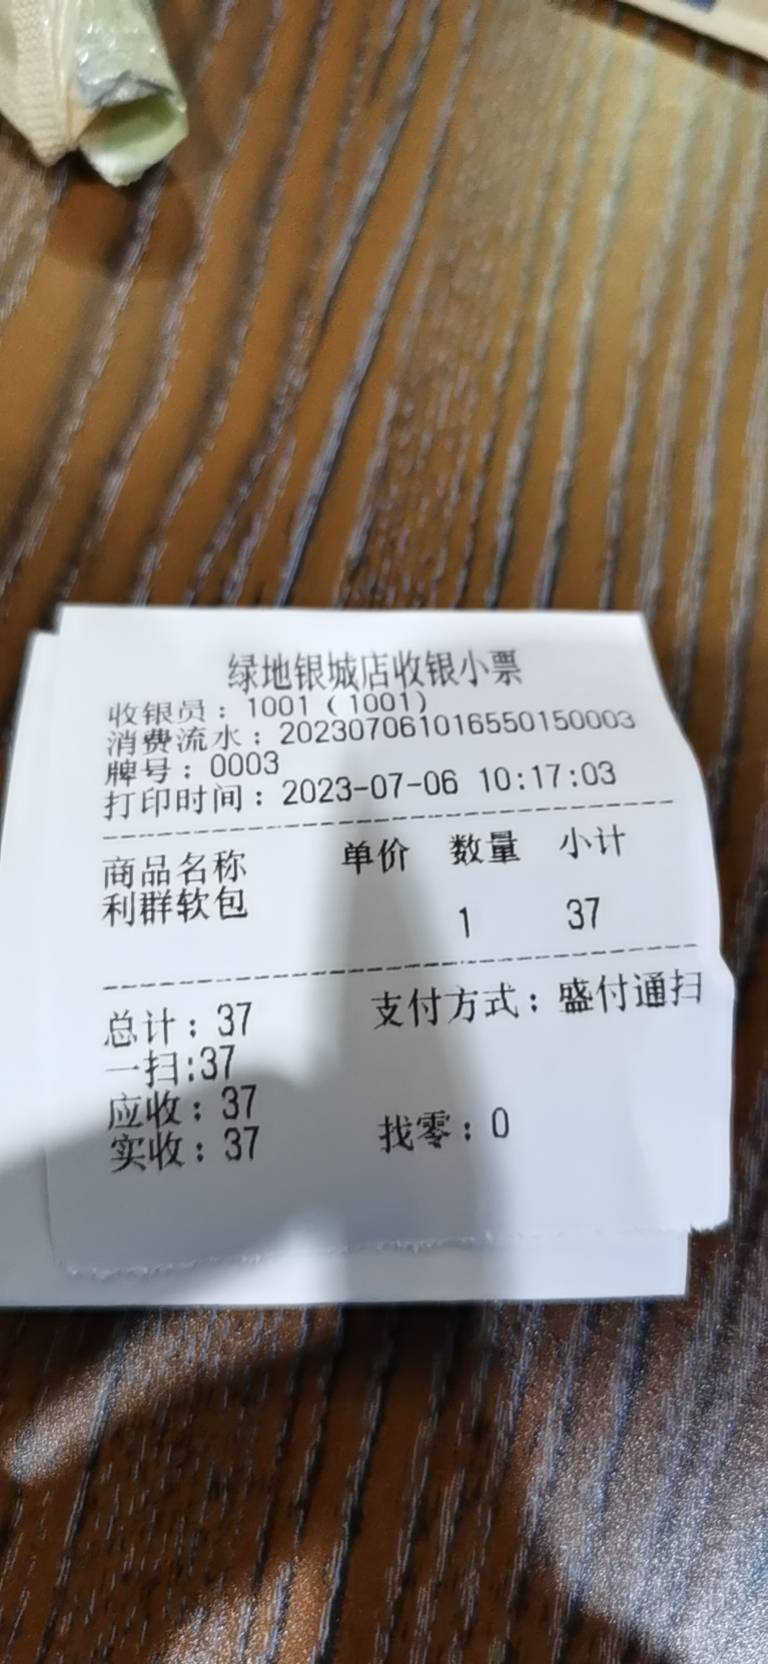 绿地银城店收银小票
收银员：1001（1001）
消费流水：202307061016550150003
牌号：0003
打印时间：2023-07-06 10:17:03
商品名称 单价 数量 小计
利群软包 1 37
总计：37 支付方式：盛付通扫
一扫:37
应收：37
实收：37 找零：0